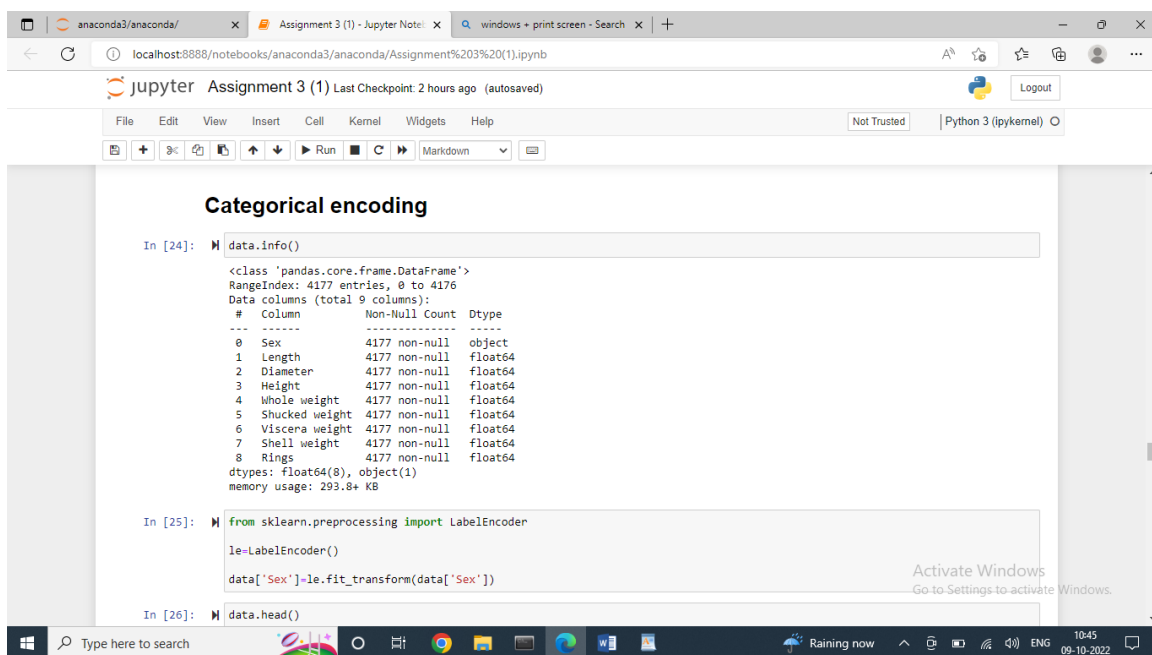 anaconda3/anaconda/
Assignment 3 (1) - Jupyter Noteb
windows + print screen - Search
localhost:8888/notebooks/anaconda3/anaconda/Assignment%203%20(1).ipynb
jupyter Assignment 3 (1) Last Checkpoint: 2 hours ago (autosaved)
Logout
File Edit View Insert Cell Kernel Widgets Help
Not Trusted
Python 3 (ipykernel)
Run
Markdown
Categorical encoding
In [24]: data.info()
<class 'pandas.core.frame.DataFrame'>
RangeIndex: 4177 entries, 0 to 4176
Data columns (total 9 columns):
 #   Column          Non-Null Count  Dtype
---  ------          --------------  -----
 0   Sex             4177 non-null   object
 1   Length          4177 non-null   float64
 2   Diameter        4177 non-null   float64
 3   Height          4177 non-null   float64
 4   Whole weight    4177 non-null   float64
 5   Shucked weight  4177 non-null   float64
 6   Viscera weight  4177 non-null   float64
 7   Shell weight    4177 non-null   float64
 8   Rings           4177 non-null   float64
dtypes: float64(8), object(1)
memory usage: 293.8+ KB
In [25]: from sklearn.preprocessing import LabelEncoder
le=LabelEncoder()
data['Sex']=le.fit_transform(data['Sex'])
Activate Windows
Go to Settings to activate Windows.
In [26]: data.head()
Type here to search
Raining now
ENG
10:45
09-10-2022